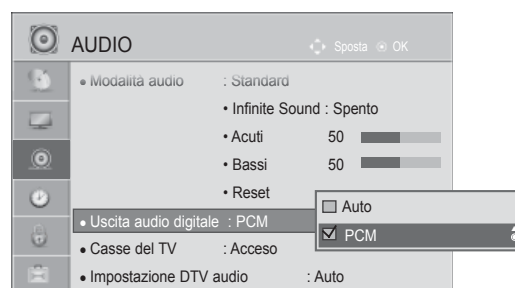 AUDIO
Sposta OK
• Modalità audio : Standard
• Infinite Sound : Spento
• Acuti 50
• Bassi 50
• Reset
• Uscita audio digitale : PCM
Auto
PCM
• Casse del TV : Acceso
• Impostazione DTV audio : Auto